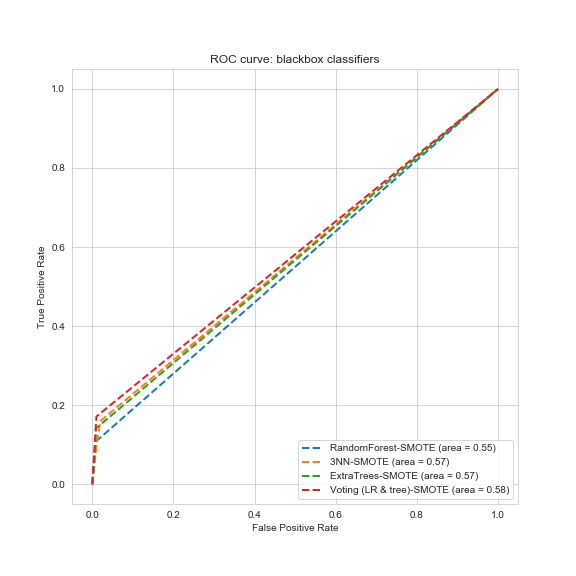 ROC curve: blackbox classifiers
1.0
0.8
0.6
0.4
0.2
0.0
True Positive Rate
RandomForest-SMOTE (area = 0.55)
3NN-SMOTE (area = 0.57)
ExtraTrees-SMOTE (area = 0.57)
Voting (LR & tree)-SMOTE (area = 0.58)
0.0 0.2 0.4 0.6 0.8 1.0
False Positive Rate